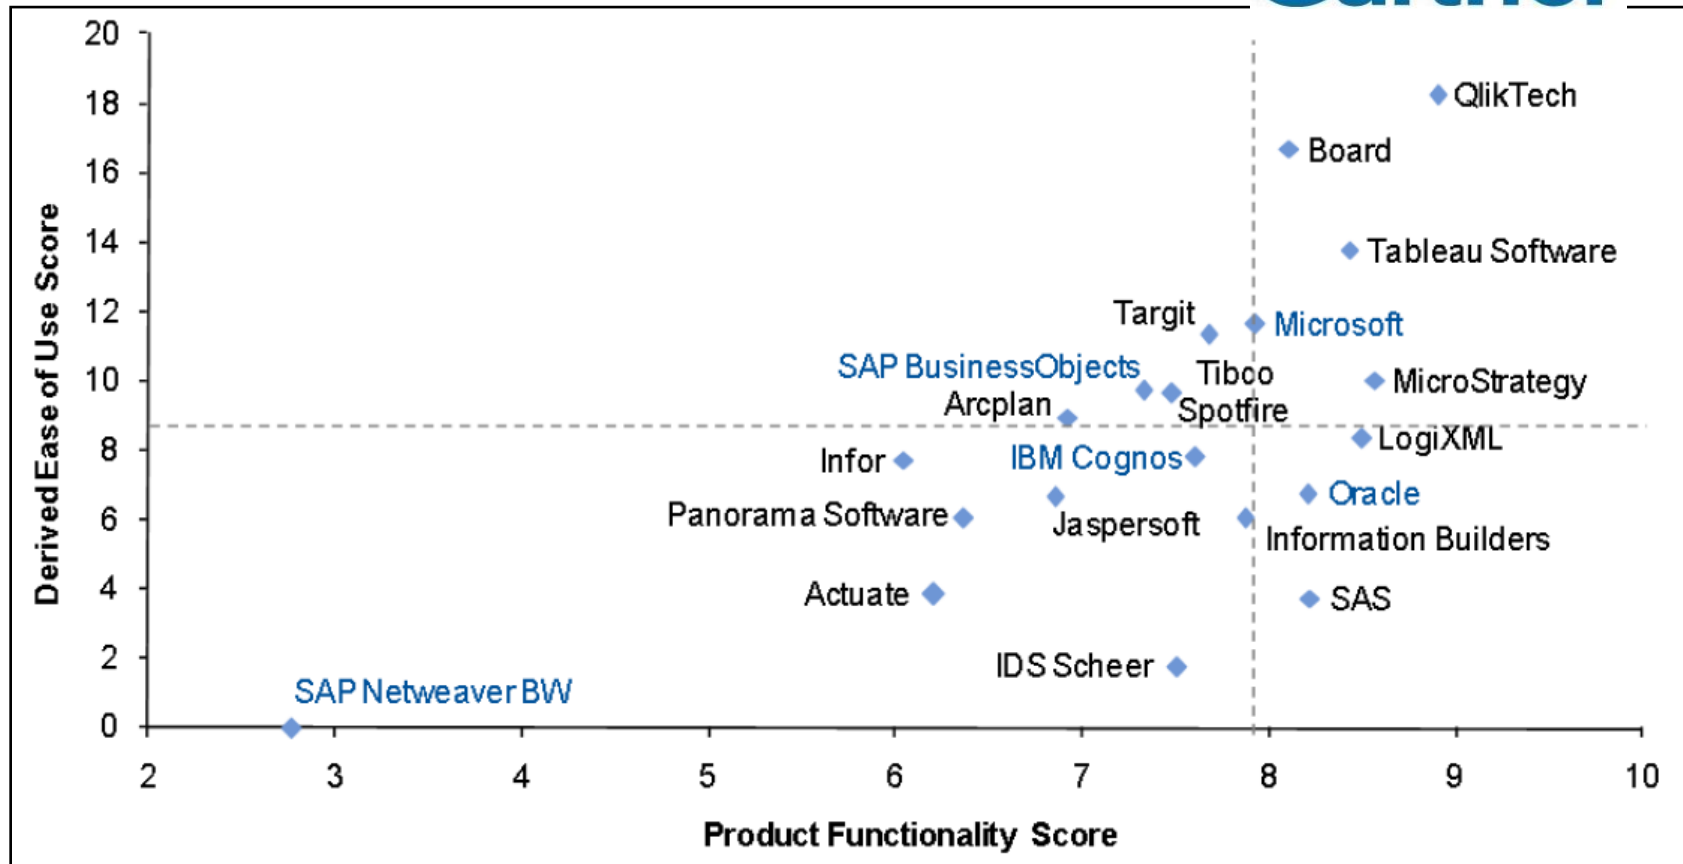 20
18
16
14
12
10
8
6
4
2
0
Derived Ease of Use Score
QlikTech
Board
Tableau Software
Targit
Microsoft
SAP BusinessObjects
Tibco
Spotfire
MicroStrategy
Arcplan
LogiXML
Infor
IBM Cognos
Oracle
Panorama Software
Jaspersoft
Information Builders
Actuate
SAS
IDS Scheer
SAP Netweaver BW
2 3 4 5 6 7 8 9 10
Product Functionality Score